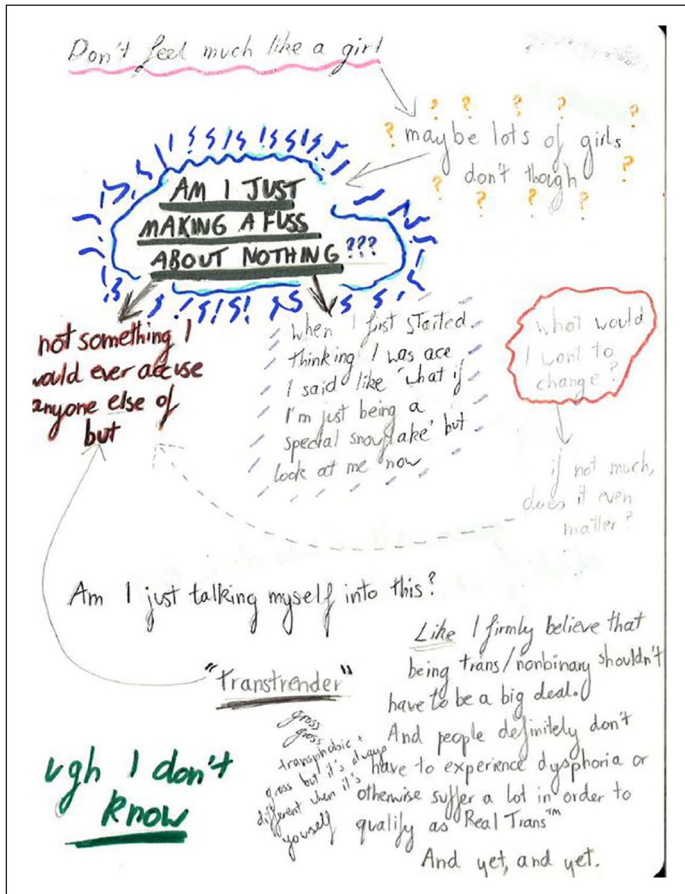 Don't feel much like a girl
maybe lots of girls
don't though
AM I JUST
MAKING A FUSS
ABOUT NOTHING ???
not something I
would ever accuse
anyone else of
but
When I first started
thinking I was ace
I said like 'what if
I'm just being a
special snowflake' but
look at me now
what would
I want to
change?
if not much,
does it even
matter?
Am I just talking myself into this?
"Transtrender"
gross
gross
transphobic +
gross but it's always
different when it's
yourself
Like I firmly believe that
being trans/nonbinary shouldn't
have to be a big deal.
And people definitely don't
have to experience dysphoria or
otherwise suffer a lot in order to
qualify as Real Trans™
And yet, and yet.
ugh I don't
know